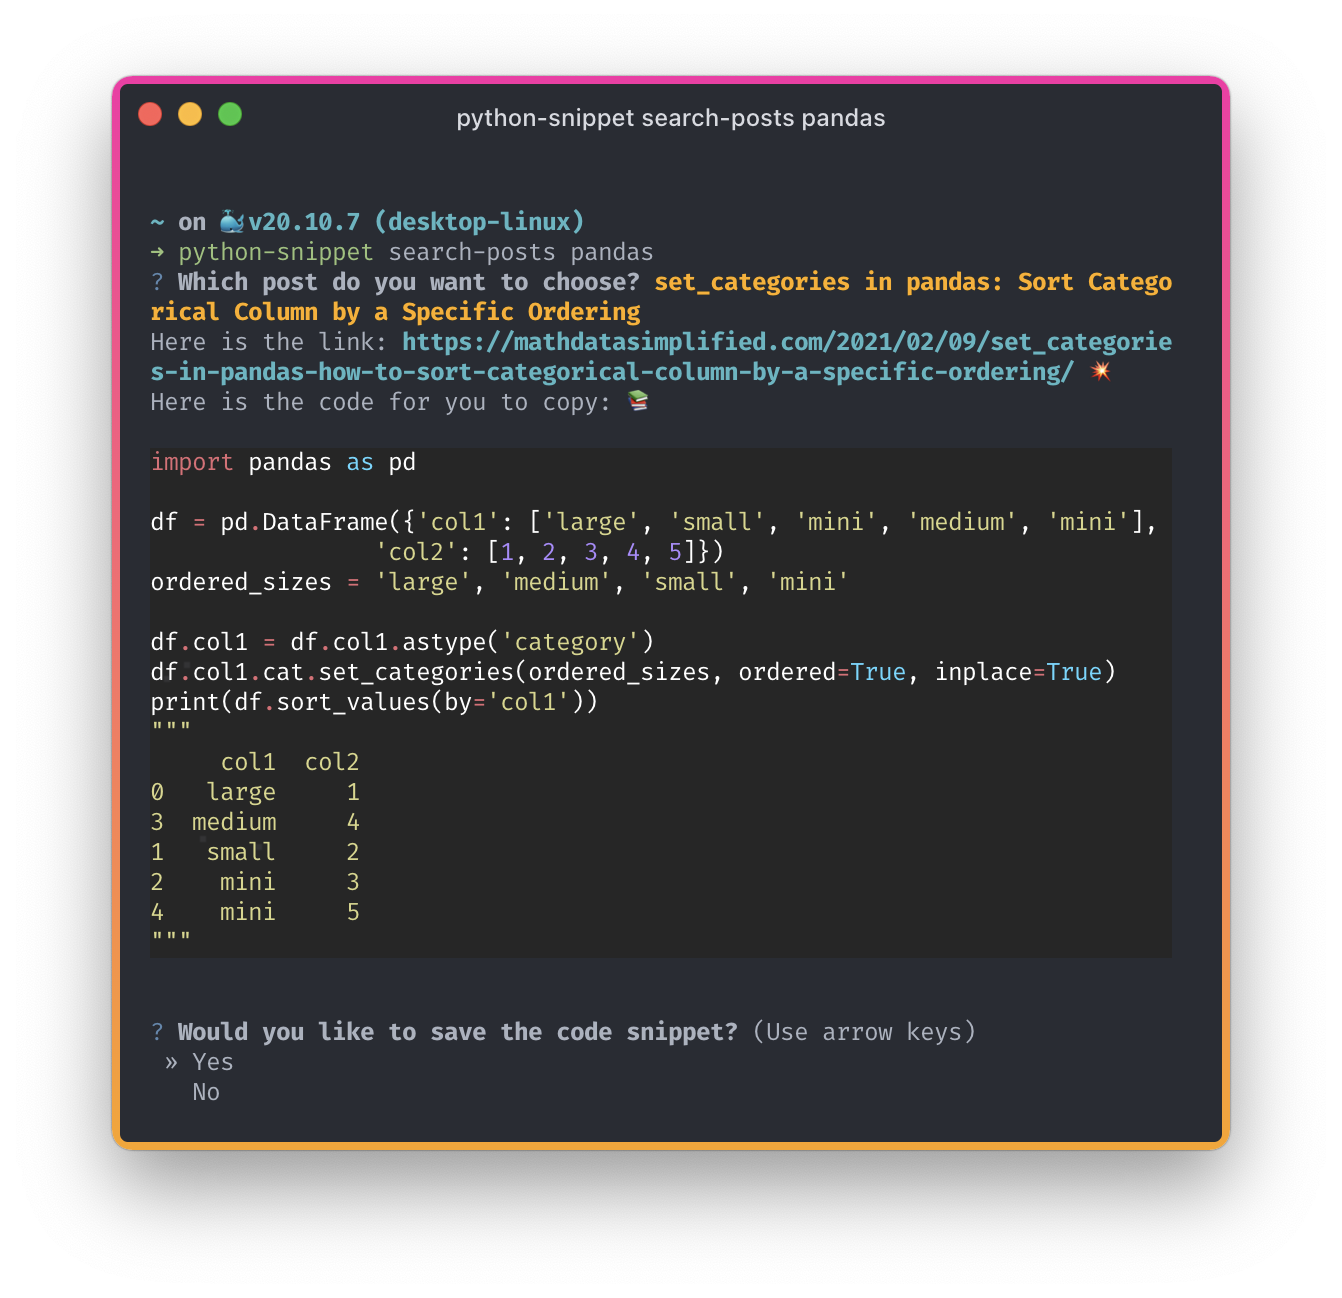 python-snippet search-posts pandas
~ on 🐳v20.10.7 (desktop-linux)
➜ python-snippet search-posts pandas
? Which post do you want to choose? set_categories in pandas: Sort Catego
rical Column by a Specific Ordering
Here is the link: https://mathdatasimplified.com/2021/02/09/set_categorie
s-in-pandas-how-to-sort-categorical-column-by-a-specific-ordering/ 💥
Here is the code for you to copy: 📚
import pandas as pd
df = pd.DataFrame({'col1': ['large', 'small', 'mini', 'medium', 'mini'],
                'col2': [1, 2, 3, 4, 5]})
ordered_sizes = 'large', 'medium', 'small', 'mini'
df.col1 = df.col1.astype('category')
df.col1.cat.set_categories(ordered_sizes, ordered=True, inplace=True)
print(df.sort_values(by='col1'))
"""
     col1  col2
0   large     1
3  medium     4
1   small     2
2    mini     3
4    mini     5
"""
? Would you like to save the code snippet? (Use arrow keys)
 » Yes
   No